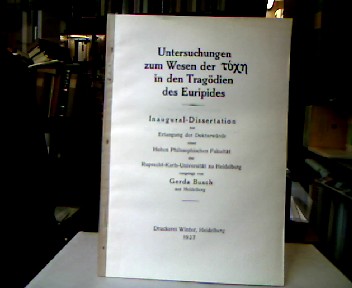 Untersuchungen
zum Wesen der τύχη
in den Tragödien
des Euripides
Inaugural-Dissertation
zur
Erlangung der Doktorwürde
einer
Hohen Philosophischen Fakultät
der
Ruprecht-Karls-Universität zu Heidelberg
vorgelegt von
Gerda Busch
aus Heidelberg
Druckerei Winter, Heidelberg
1937